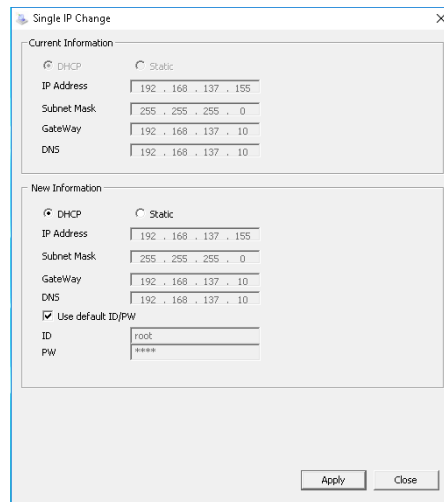 Single IP Change
Current Information
DHCP Static
IP Address 192 . 168 . 137 . 155
Subnet Mask 255 . 255 . 255 . 0
GateWay 192 . 168 . 137 . 10
DNS 192 . 168 . 137 . 10
New Information
DHCP Static
IP Address 192 . 168 . 137 . 155
Subnet Mask 255 . 255 . 255 . 0
GateWay 192 . 168 . 137 . 10
DNS 192 . 168 . 137 . 10
Use default ID/PW
ID root
PW ****
Apply Close